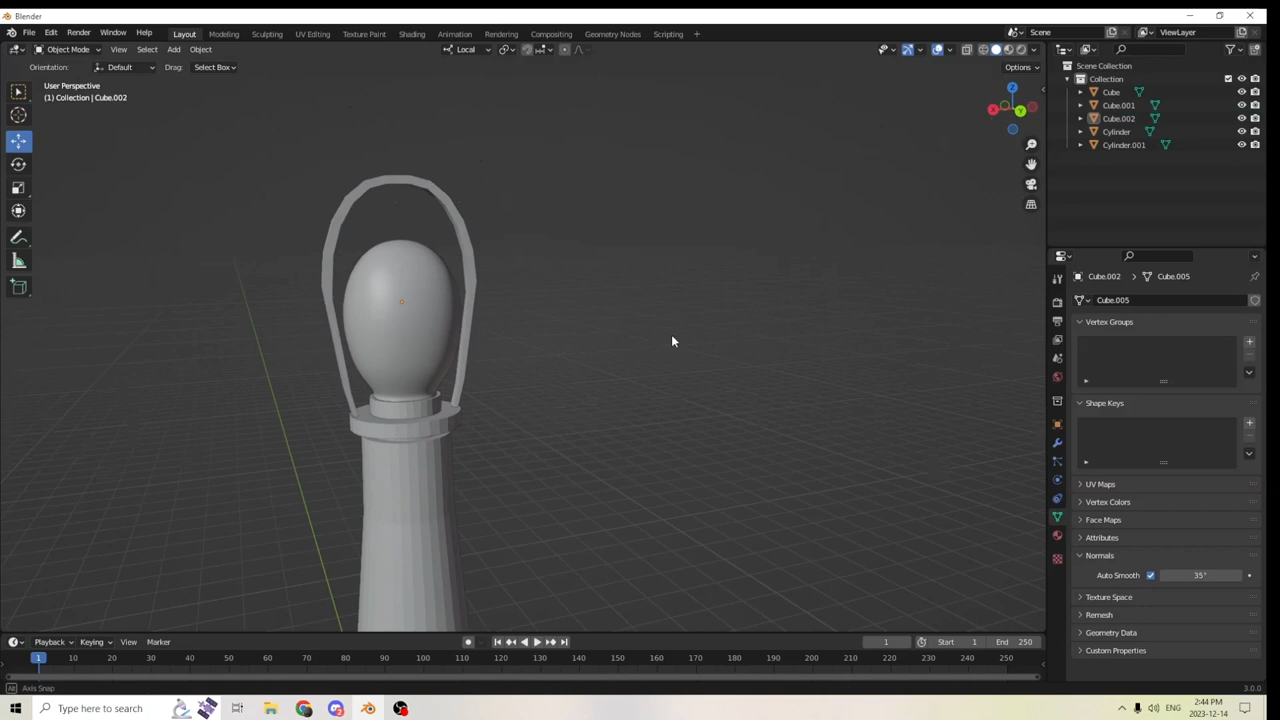 Blender
File Edit Render Window Help Layout Modeling Sculpting UV Editing Texture Paint Shading Animation Rendering Compositing Geometry Nodes Scripting + Scene ViewLayer
Object Mode View Select Add Object Local
Orientation: Default Drag: Select Box Options
User Perspective
(1) Collection | Cube.002
Z
X
Y
Scene Collection
Collection
Cube
Cube.001
Cube.002
Cylinder
Cylinder.001
Cube.002 > Cube.005
Cube.005
Vertex Groups
Shape Keys
UV Maps
Vertex Colors
Face Maps
Attributes
Normals
Auto Smooth 35°
Texture Space
Remesh
Geometry Data
Custom Properties
Playback Keying View Marker 1 Start 1 End 250
1 10 20 30 40 50 60 70 80 90 100 110 120 130 140 150 160 170 180 190 200 210 220 230 240 250
Axis Snap 3.0.0
Type here to search ENG 2:44 PM
2023-12-14